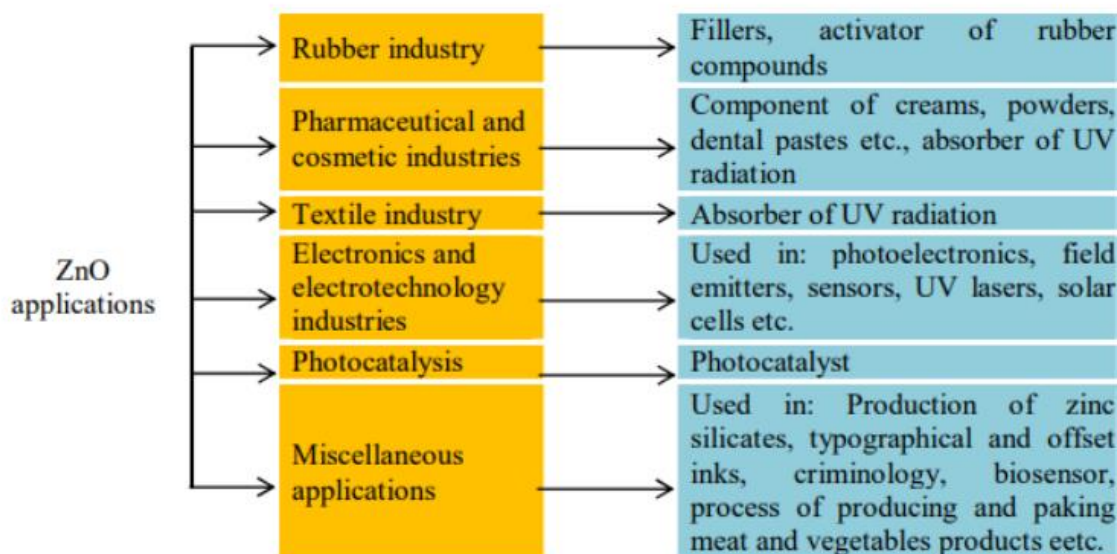 ZnO
applications
Rubber industry
Fillers, activator of rubber
compounds
Pharmaceutical and
cosmetic industries
Component of creams, powders,
dental pastes etc., absorber of UV
radiation
Textile industry
Absorber of UV radiation
Electronics and
electrotechnology
industries
Used in: photoelectronics, field
emitters, sensors, UV lasers, solar
cells etc.
Photocatalysis
Photocatalyst
Miscellaneous
applications
Used in: Production of zinc
silicates, typographical and offset
inks, criminology, biosensor,
process of producing and paking
meat and vegetables products eetc.